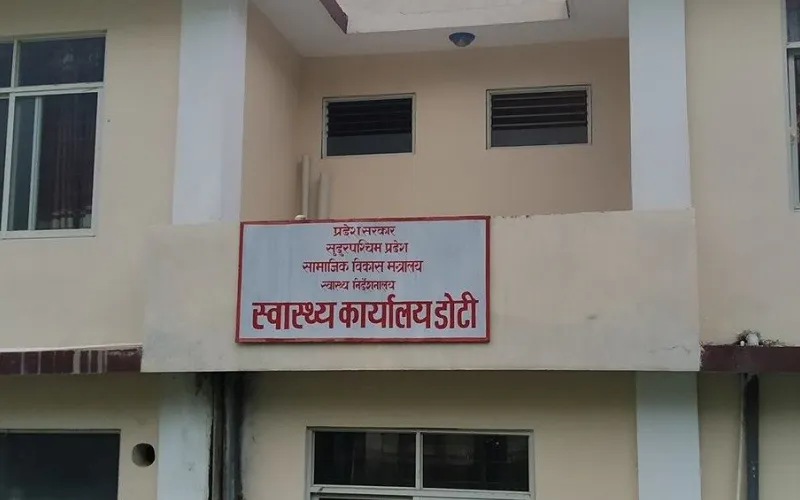 प्रदेश सरकार
सुदुरपश्चिम प्रदेश
सामाजिक विकास मन्त्रालय
स्वास्थ्य निर्देशनालय
स्वास्थ्य कार्यालय डोटी